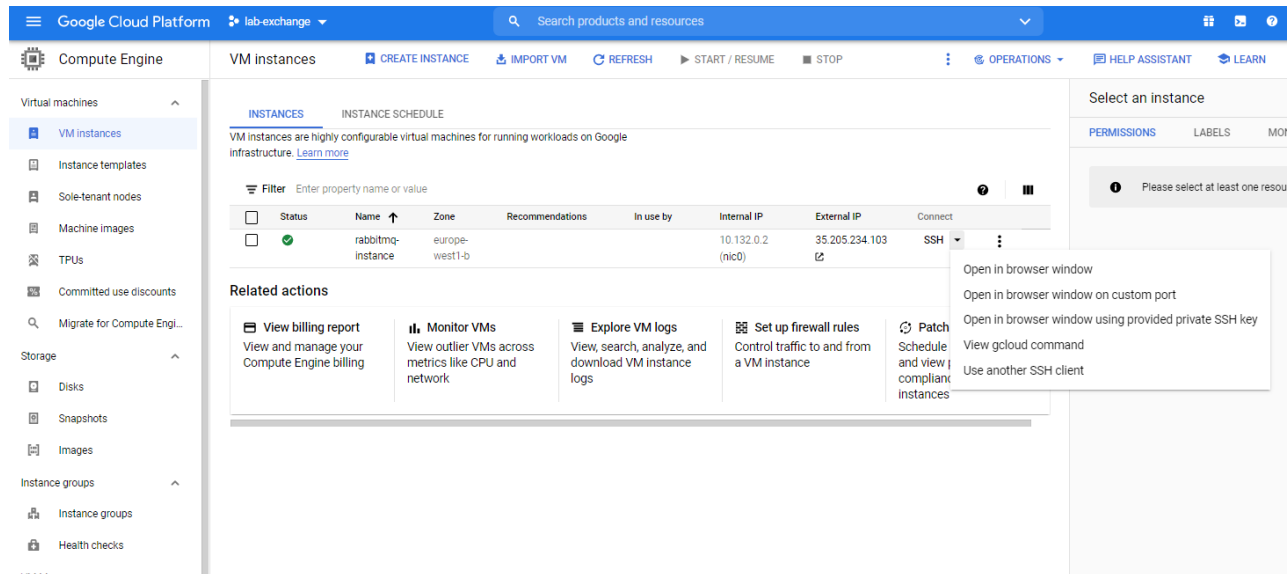 Google Cloud Platform
lab-exchange
Search products and resources
Compute Engine
VM instances
CREATE INSTANCE
IMPORT VM
REFRESH
START / RESUME
STOP
OPERATIONS
HELP ASSISTANT
LEARN
Virtual machines
VM instances
Instance templates
Sole-tenant nodes
Machine images
TPUs
Committed use discounts
Migrate for Compute Engi...
Storage
Disks
Snapshots
Images
Instance groups
Instance groups
Health checks
INSTANCES
INSTANCE SCHEDULE
VM instances are highly configurable virtual machines for running workloads on Google
infrastructure. Learn more
Filter Enter property name or value
Status Name Zone Recommendations In use by Internal IP External IP Connect
rabbitmq-
instance
europe-
west1-b
10.132.0.2
(nic0)
35.205.234.103
SSH
Open in browser window
Open in browser window on custom port
Open in browser window using provided private SSH key
View gcloud command
Use another SSH client
Related actions
View billing report
View and manage your
Compute Engine billing
Monitor VMs
View outlier VMs across
metrics like CPU and
network
Explore VM logs
View, search, analyze, and
download VM instance
logs
Set up firewall rules
Control traffic to and from
a VM instance
Patch
Schedule
and view
complianc
instances
Select an instance
PERMISSIONS
LABELS
MON
Please select at least one resou